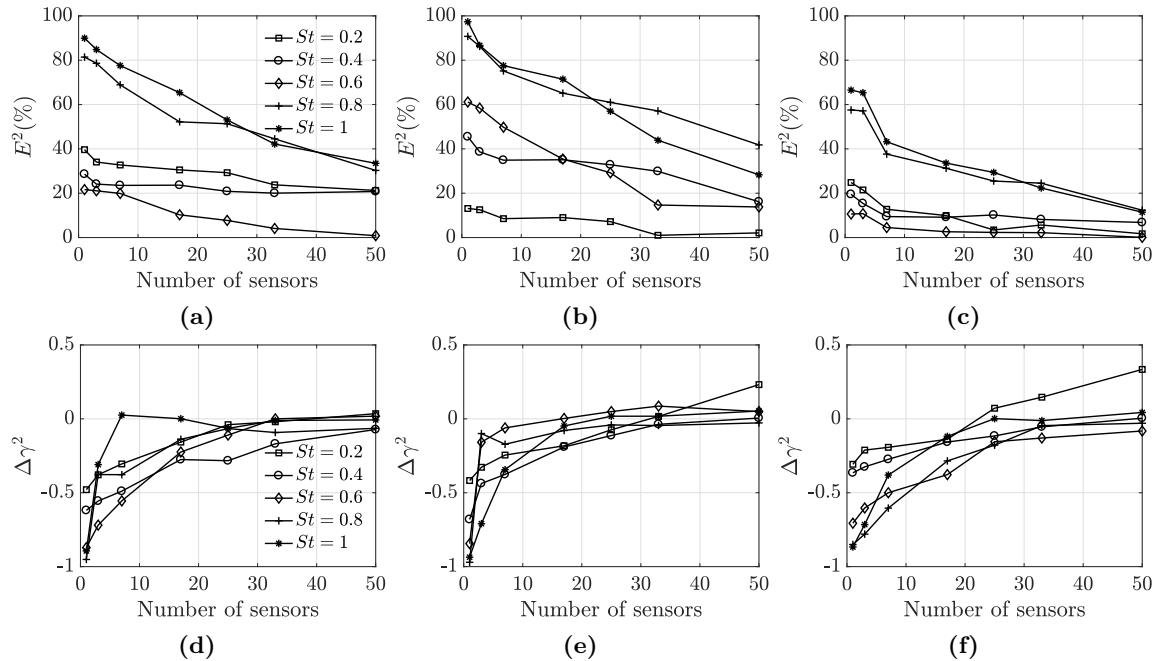 100
80
60
40
20
0
E²(%)
0 10 20 30 40 50
Number of sensors
St = 0.2
St = 0.4
St = 0.6
St = 0.8
St = 1
(a)
100
80
60
40
20
0
E²(%)
0 10 20 30 40 50
Number of sensors
(b)
100
80
60
40
20
0
E²(%)
0 10 20 30 40 50
Number of sensors
(c)
0.5
0
-0.5
-1
Δγ²
0 10 20 30 40 50
Number of sensors
St = 0.2
St = 0.4
St = 0.6
St = 0.8
St = 1
(d)
0.5
0
-0.5
-1
Δγ²
0 10 20 30 40 50
Number of sensors
(e)
0.5
0
-0.5
-1
Δγ²
0 10 20 30 40 50
Number of sensors
(f)